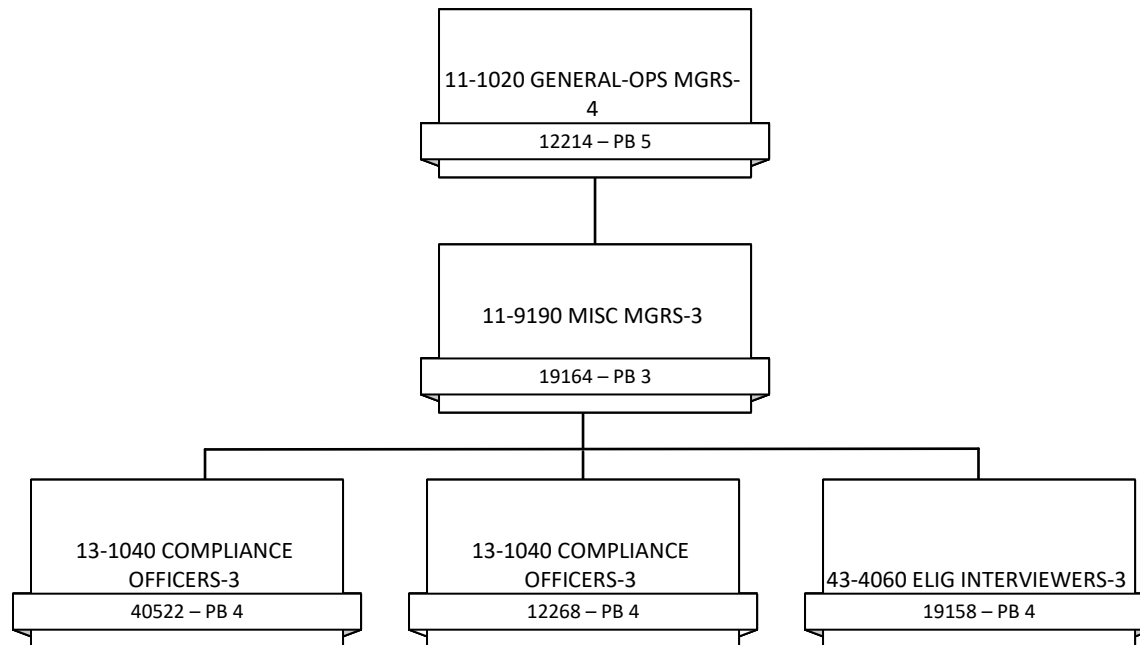 11-1020 GENERAL-OPS MGRS-
4
12214 – PB 5
11-9190 MISC MGRS-3
19164 – PB 3
13-1040 COMPLIANCE
OFFICERS-3
40522 – PB 4
13-1040 COMPLIANCE
OFFICERS-3
12268 – PB 4
43-4060 ELIG INTERVIEWERS-3
19158 – PB 4